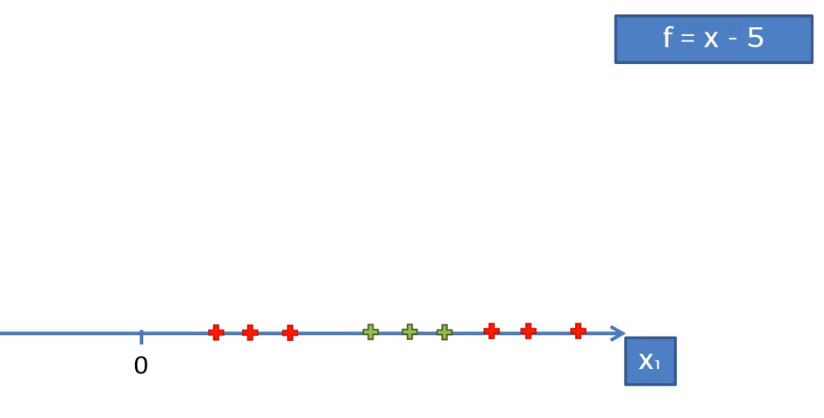 f = x - 5
0
x₁